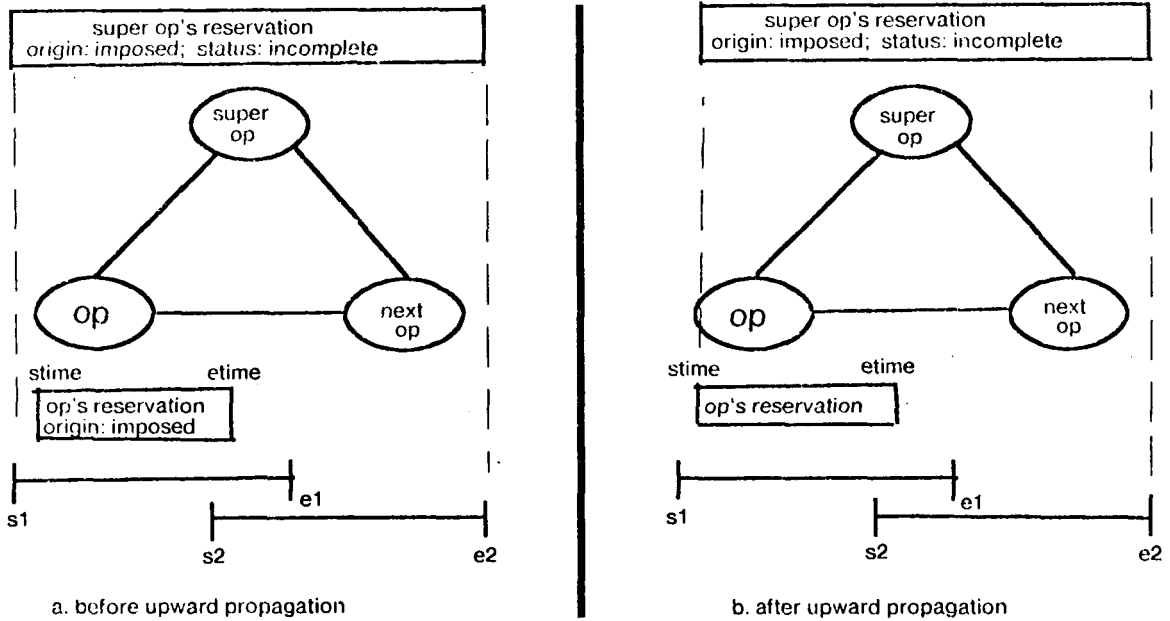 super op's reservation
origin: imposed; status: incomplete
super
op
op
next
op
stime etime
op's reservation
origin: imposed
s1
e1
s2
e2
a. before upward propagation
super op's reservation
origin: imposed; status: incomplete
super
op
op
next
op
stime etime
op's reservation
s1
e1
s2
e2
b. after upward propagation